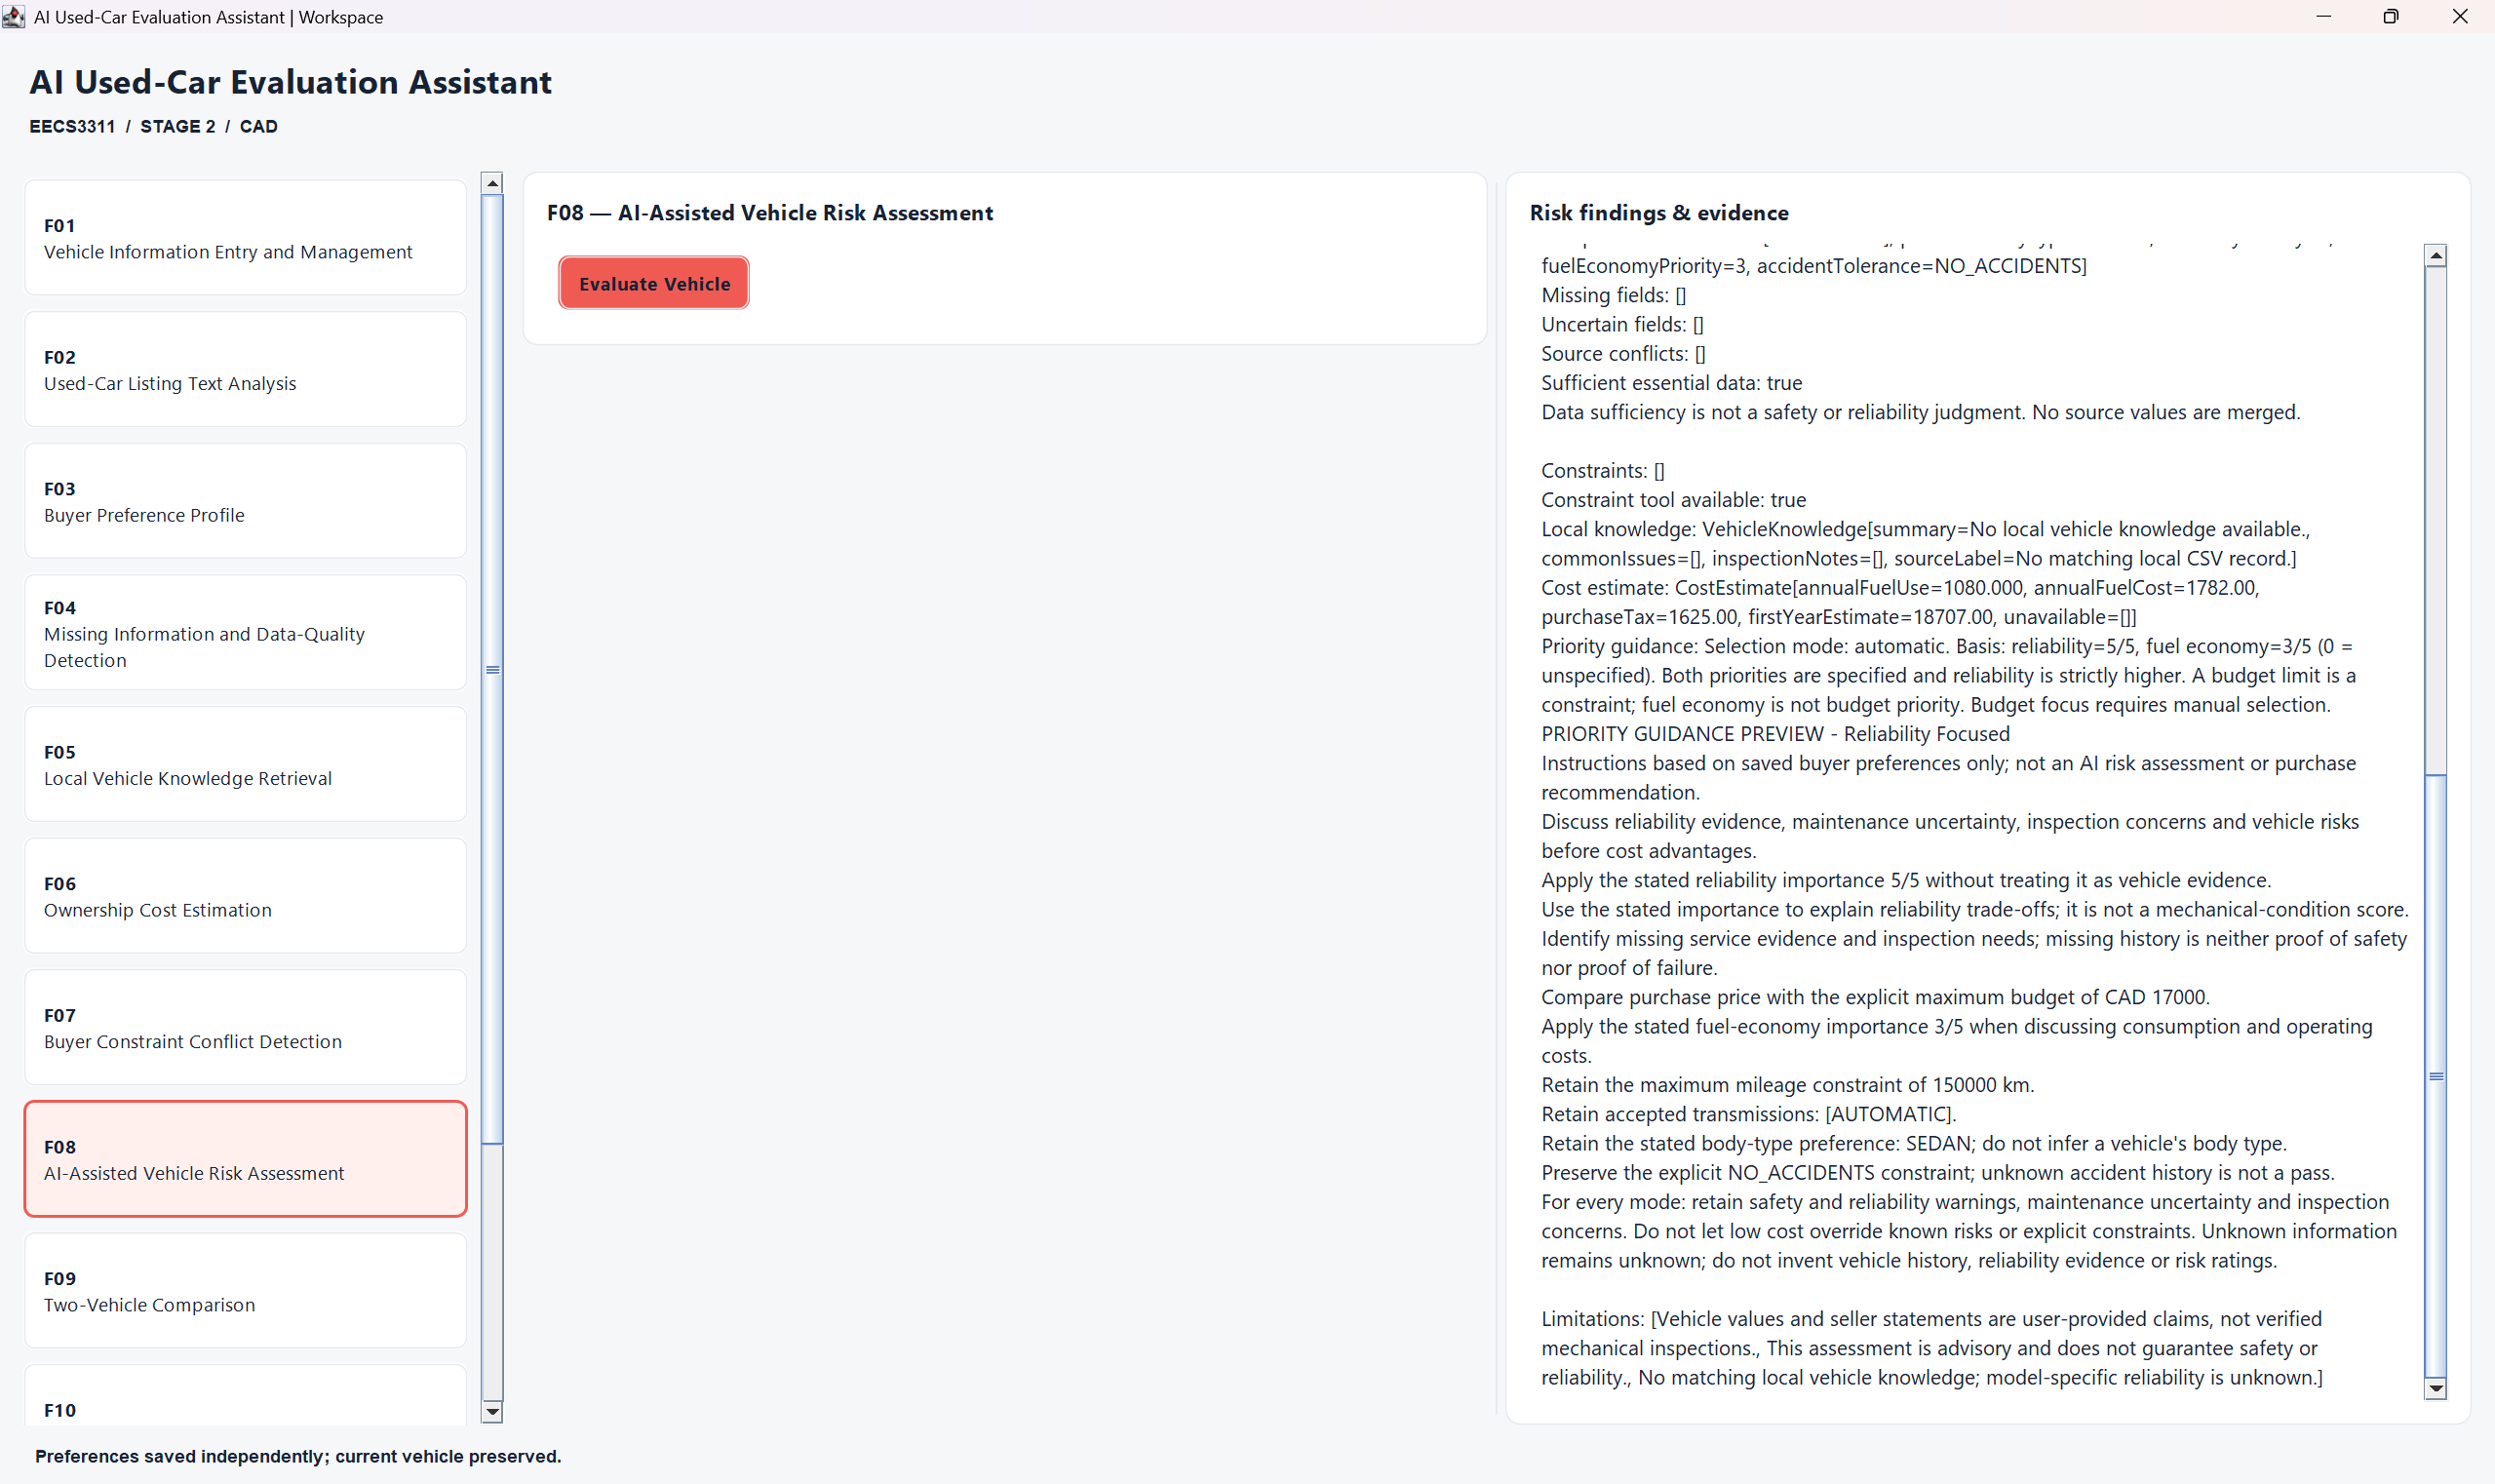 AI Used-Car Evaluation Assistant | Workspace
AI Used-Car Evaluation Assistant
EECS3311 / STAGE 2 / CAD
F01
Vehicle Information Entry and Management
F02
Used-Car Listing Text Analysis
F03
Buyer Preference Profile
F04
Missing Information and Data-Quality
Detection
F05
Local Vehicle Knowledge Retrieval
F06
Ownership Cost Estimation
F07
Buyer Constraint Conflict Detection
F08
AI-Assisted Vehicle Risk Assessment
F09
Two-Vehicle Comparison
F10
F08 — AI-Assisted Vehicle Risk Assessment
Evaluate Vehicle
Risk findings & evidence
fuelEconomyPriority=3, accidentTolerance=NO_ACCIDENTS]
Missing fields: []
Uncertain fields: []
Source conflicts: []
Sufficient essential data: true
Data sufficiency is not a safety or reliability judgment. No source values are merged.
Constraints: []
Constraint tool available: true
Local knowledge: VehicleKnowledge[summary=No local vehicle knowledge available.,
commonIssues=[], inspectionNotes=[], sourceLabel=No matching local CSV record.]
Cost estimate: CostEstimate[annualFuelUse=1080.000, annualFuelCost=1782.00,
purchaseTax=1625.00, firstYearEstimate=18707.00, unavailable=[]]
Priority guidance: Selection mode: automatic. Basis: reliability=5/5, fuel economy=3/5 (0 =
unspecified). Both priorities are specified and reliability is strictly higher. A budget limit is a
constraint; fuel economy is not budget priority. Budget focus requires manual selection.
PRIORITY GUIDANCE PREVIEW - Reliability Focused
Instructions based on saved buyer preferences only; not an AI risk assessment or purchase
recommendation.
Discuss reliability evidence, maintenance uncertainty, inspection concerns and vehicle risks
before cost advantages.
Apply the stated reliability importance 5/5 without treating it as vehicle evidence.
Use the stated importance to explain reliability trade-offs; it is not a mechanical-condition score.
Identify missing service evidence and inspection needs; missing history is neither proof of safety
nor proof of failure.
Compare purchase price with the explicit maximum budget of CAD 17000.
Apply the stated fuel-economy importance 3/5 when discussing consumption and operating
costs.
Retain the maximum mileage constraint of 150000 km.
Retain accepted transmissions: [AUTOMATIC].
Retain the stated body-type preference: SEDAN; do not infer a vehicle's body type.
Preserve the explicit NO_ACCIDENTS constraint; unknown accident history is not a pass.
For every mode: retain safety and reliability warnings, maintenance uncertainty and inspection
concerns. Do not let low cost override known risks or explicit constraints. Unknown information
remains unknown; do not invent vehicle history, reliability evidence or risk ratings.
Limitations: [Vehicle values and seller statements are user-provided claims, not verified
mechanical inspections., This assessment is advisory and does not guarantee safety or
reliability., No matching local vehicle knowledge; model-specific reliability is unknown.]
Preferences saved independently; current vehicle preserved.